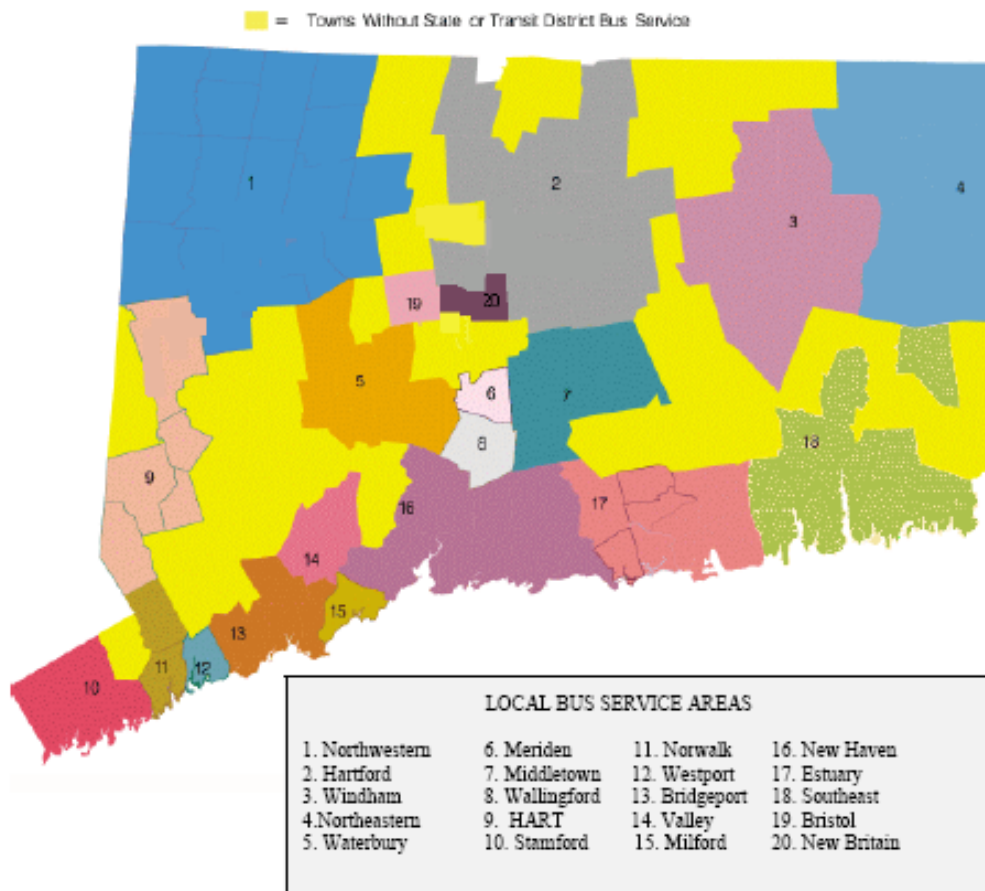 = Towns Without State or Transit District Bus Service
1
2
4
3
19
20
5
6
7
8
18
9
16
17
14
15
13
11
12
10
LOCAL BUS SERVICE AREAS
1. Northwestern 6. Meriden 11. Norwalk 16. New Haven
2. Hartford 7. Middletown 12. Westport 17. Estuary
3. Windham 8. Wallingford 13. Bridgeport 18. Southeast
4.Northeastern 9. HART 14. Valley 19. Bristol
5. Waterbury 10. Stamford 15. Milford 20. New Britain